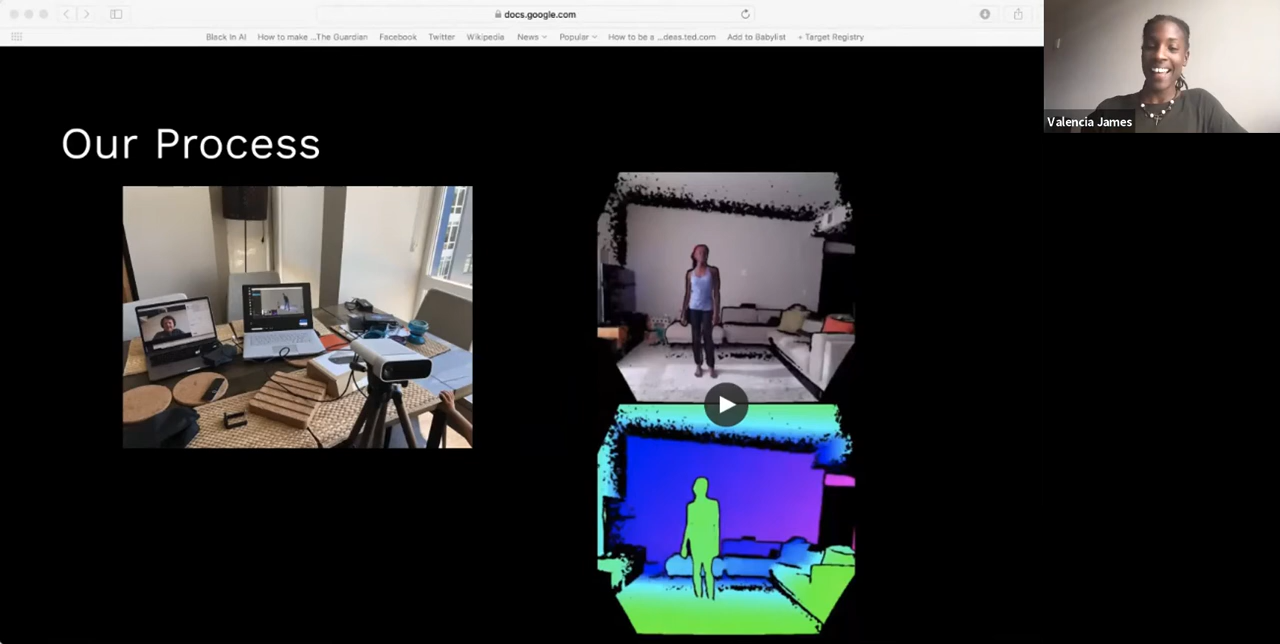 docs.google.com
Black In AI How to make ...The Guardian Facebook Twitter Wikipedia News Popular How to be a ...deas.ted.com Add to Babylist + Target Registry
Valencia James
Our Process